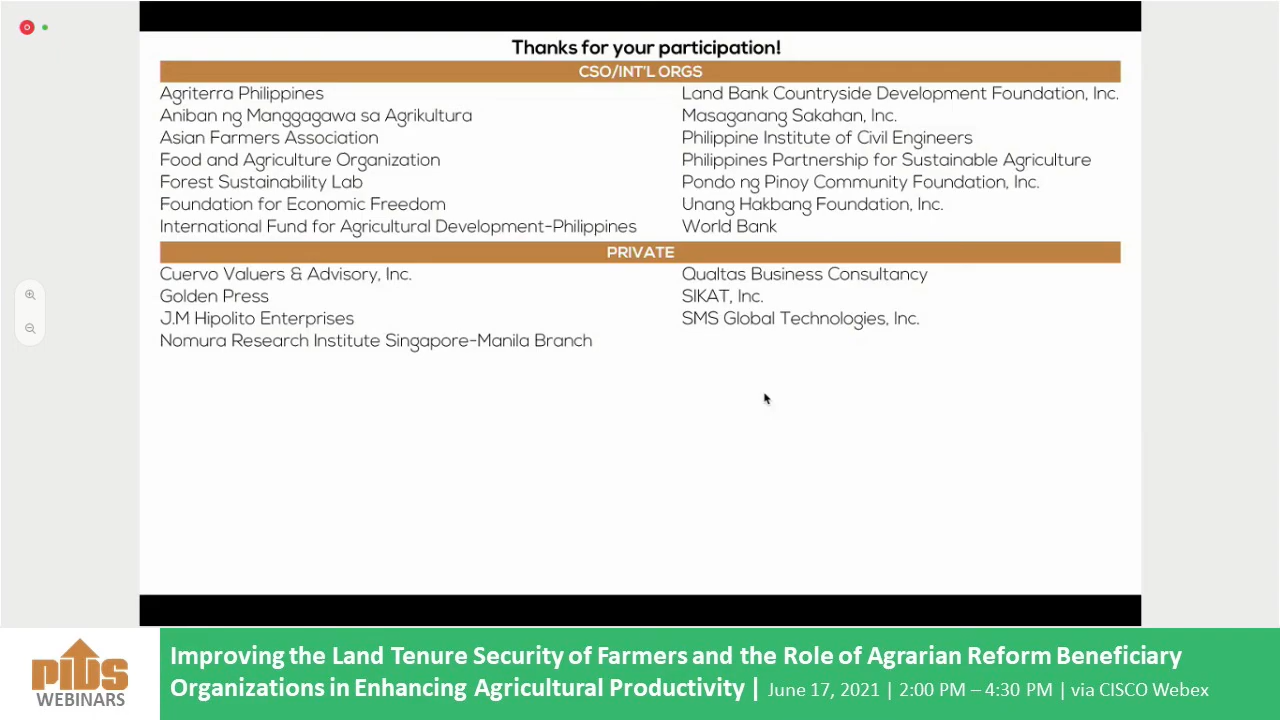 Thanks for your participation!
CSO/INT'L ORGS
Agriterra Philippines
Aniban ng Manggagawa sa Agrikultura
Asian Farmers Association
Food and Agriculture Organization
Forest Sustainability Lab
Foundation for Economic Freedom
International Fund for Agricultural Development-Philippines
Land Bank Countryside Development Foundation, Inc.
Masaganang Sakahan, Inc.
Philippine Institute of Civil Engineers
Philippines Partnership for Sustainable Agriculture
Pondo ng Pinoy Community Foundation, Inc.
Unang Hakbang Foundation, Inc.
World Bank
PRIVATE
Cuervo Valuers & Advisory, Inc.
Golden Press
J.M Hipolito Enterprises
Nomura Research Institute Singapore-Manila Branch
Qualtas Business Consultancy
SIKAT, Inc.
SMS Global Technologies, Inc.
PIDS
WEBINARS
Improving the Land Tenure Security of Farmers and the Role of Agrarian Reform Beneficiary
Organizations in Enhancing Agricultural Productivity | June 17, 2021 | 2:00 PM – 4:30 PM | via CISCO Webex